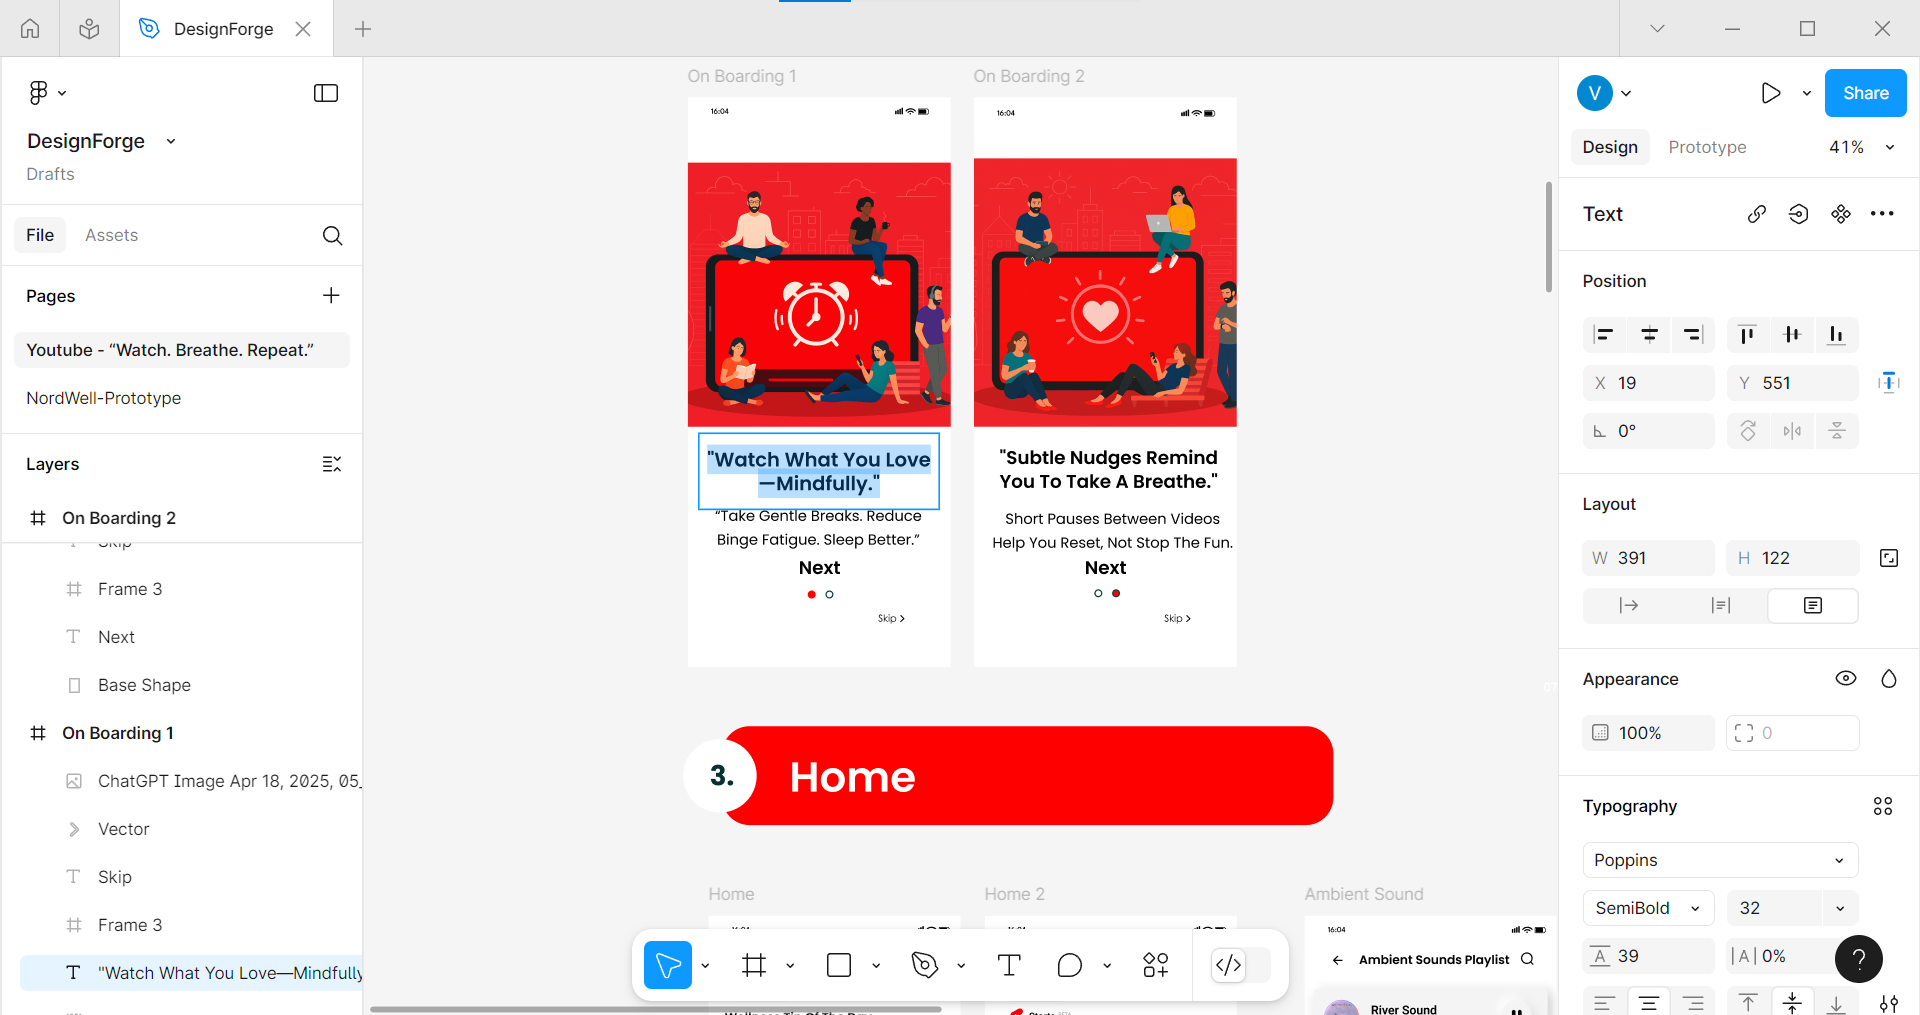 DesignForge
DesignForge
Drafts
File
Assets
Pages
Youtube - “Watch. Breathe. Repeat.”
NordWell-Prototype
Layers
On Boarding 2
Skip
Frame 3
Next
Base Shape
On Boarding 1
ChatGPT Image Apr 18, 2025, 05_
Vector
Skip
Frame 3
"Watch What You Love—Mindfully
On Boarding 1
16:04
"Watch What You Love
—Mindfully."
“Take Gentle Breaks. Reduce
Binge Fatigue. Sleep Better.”
Next
Skip
On Boarding 2
16:04
"Subtle Nudges Remind
You To Take A Breathe."
Short Pauses Between Videos
Help You Reset, Not Stop The Fun.
Next
Skip
3.
Home
Home
Home 2
Ambient Sound
16:04
Ambient Sounds Playlist
River Sound
V
Share
Design
Prototype
41%
Text
Position
X 19
Y 551
0°
Layout
W 391
H 122
Appearance
100%
0
Typography
Poppins
SemiBold
32
39
|A| 0%
?